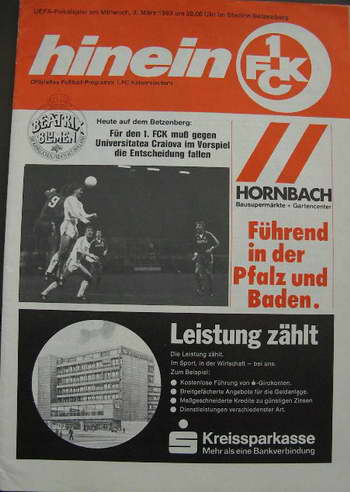 UEFA-Pokalspiel am Mittwoch, 2. März 1983 um 20.00 Uhr im Stadion Betzenberg
hinein
1
FCK
Offizielles Fußball-Programm 1. FC Kaiserslautern
BEATRIX
BLUMEN
Heute auf dem Betzenberg:
Für den 1. FCK muß gegen
Universitatea Craiova im Vorspiel
die Entscheidung fallen
9
HORNBACH
Bausupermärkte + Gartencenter
Führend
in der
Pfalz und
Baden.
Leistung zählt
Die Leistung zählt.
Im Sport, in der Wirtschaft – bei uns.
Zum Beispiel:
Kostenlose Führung von S-Girokonten.
Breitgefächerte Angebote für die Geldanlage.
Maßgeschneiderte Kredite zu günstigen Zinsen
Dienstleistungen verschiedenster Art.
Kreissparkasse
Mehr als eine Bankverbindung